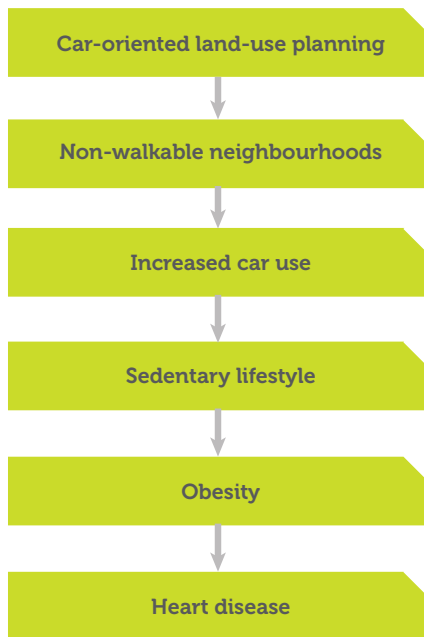 Car-oriented land-use planning
Non-walkable neighbourhoods
Increased car use
Sedentary lifestyle
Obesity
Heart disease